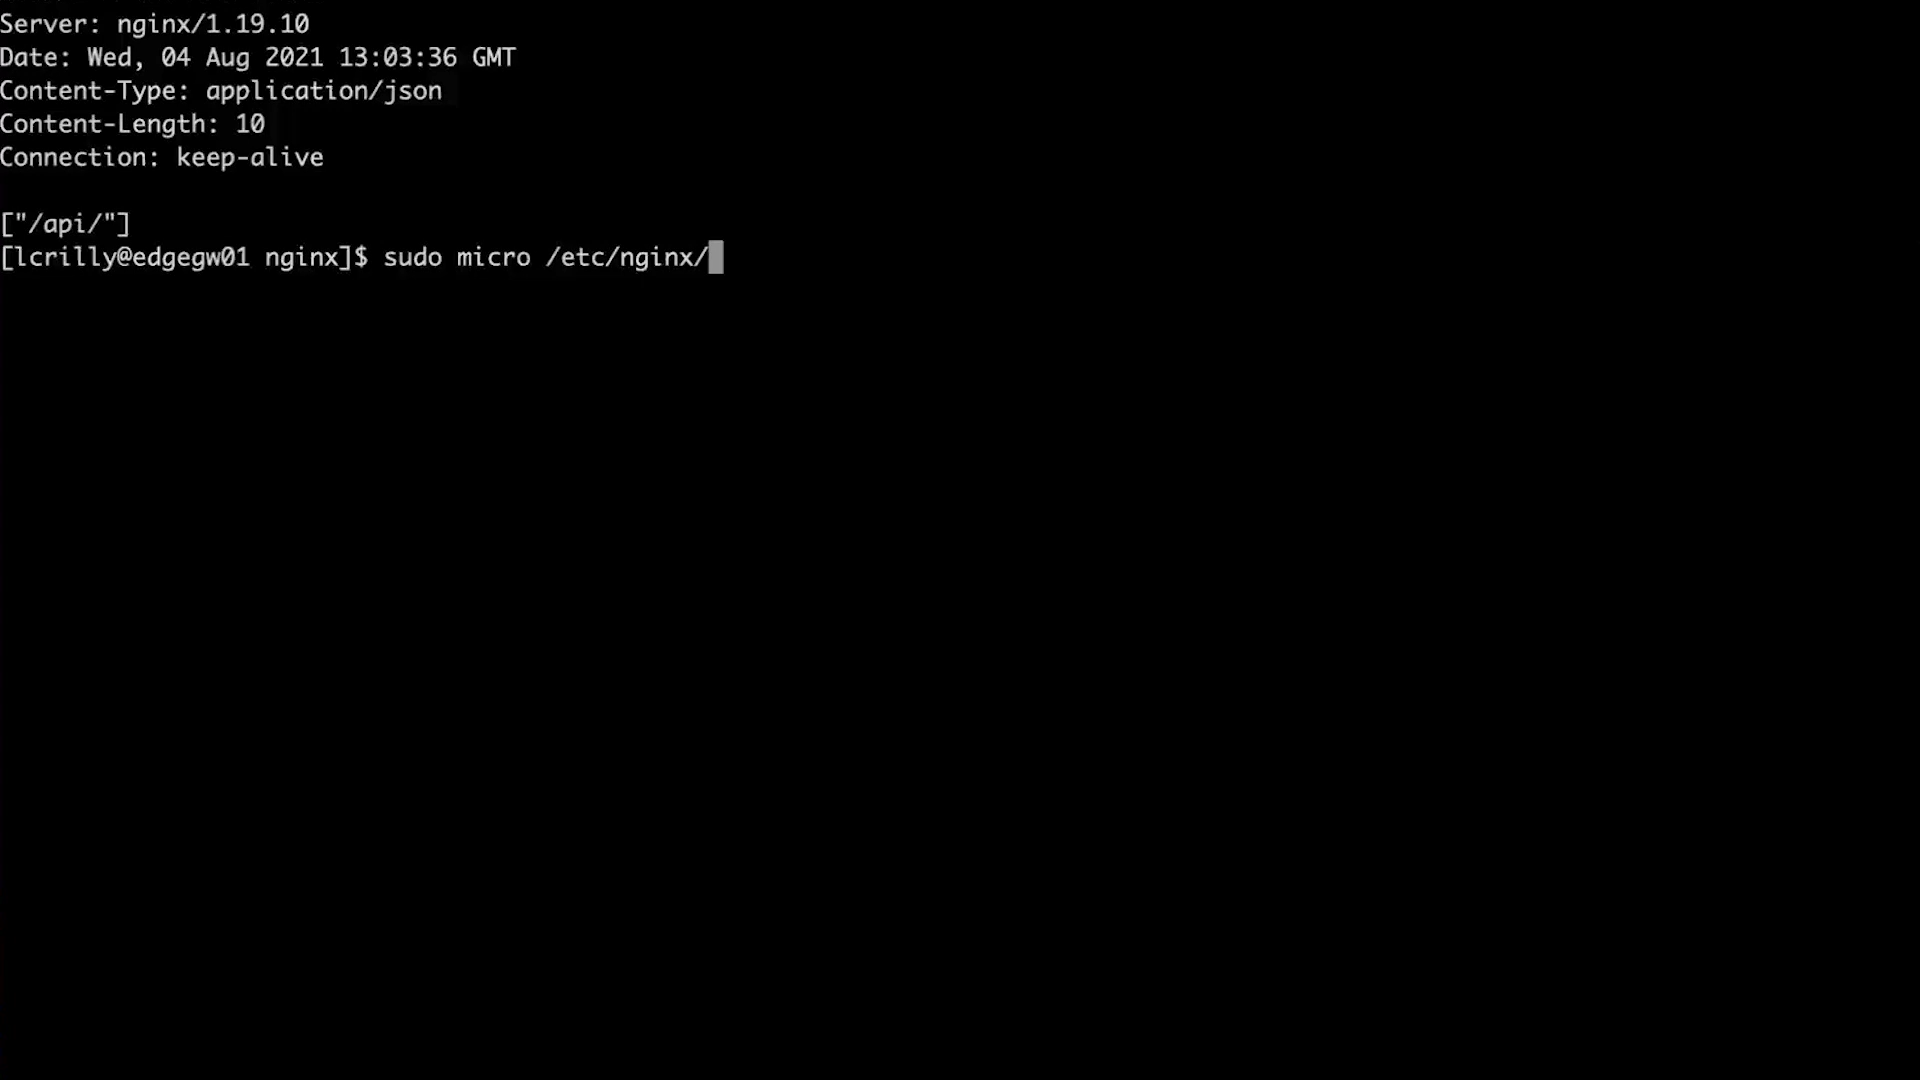 Server: nginx/1.19.10
Date: Wed, 04 Aug 2021 13:03:36 GMT
Content-Type: application/json
Content-Length: 10
Connection: keep-alive
["/api/"]
[lcrilly@edgegw01 nginx]$ sudo micro /etc/nginx/